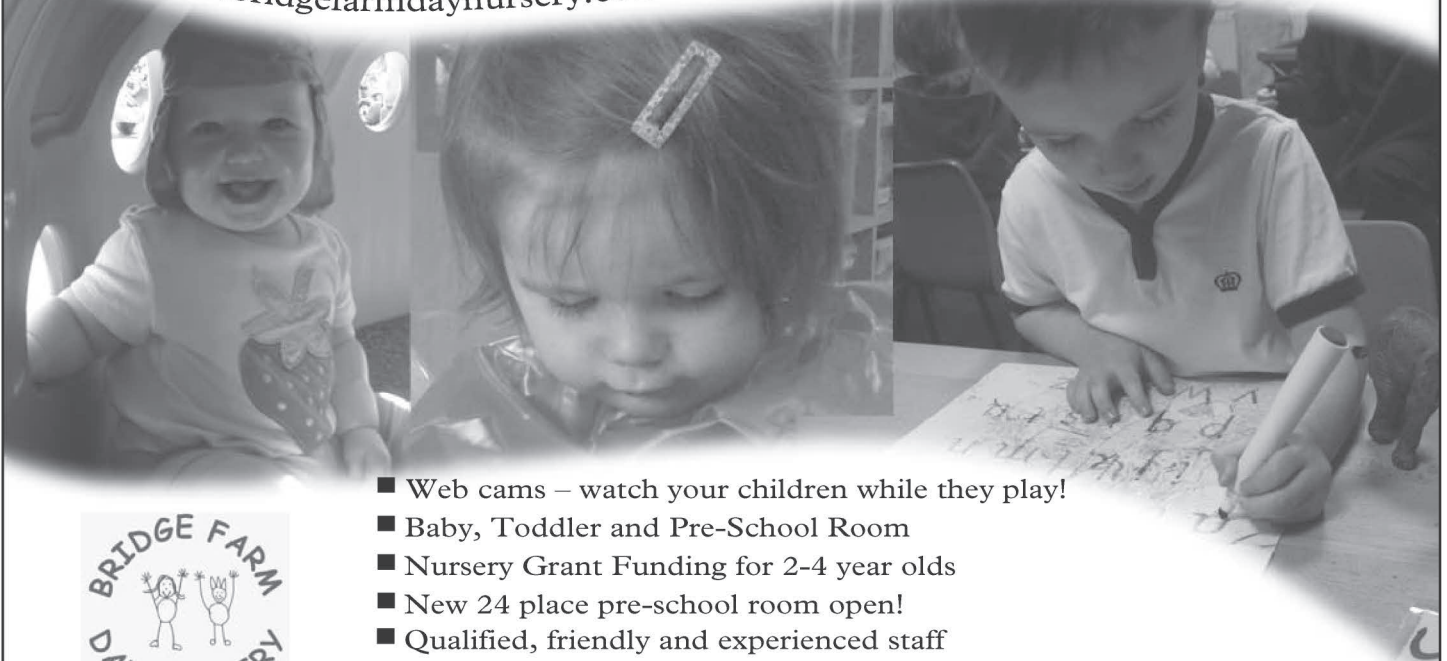 bridgefarmdaynursery.
■ Web cams – watch your children while they play!
■ Baby, Toddler and Pre-School Room
■ Nursery Grant Funding for 2-4 year olds
■ New 24 place pre-school room open!
■ Qualified, friendly and experienced staff
BRIDGE FARM